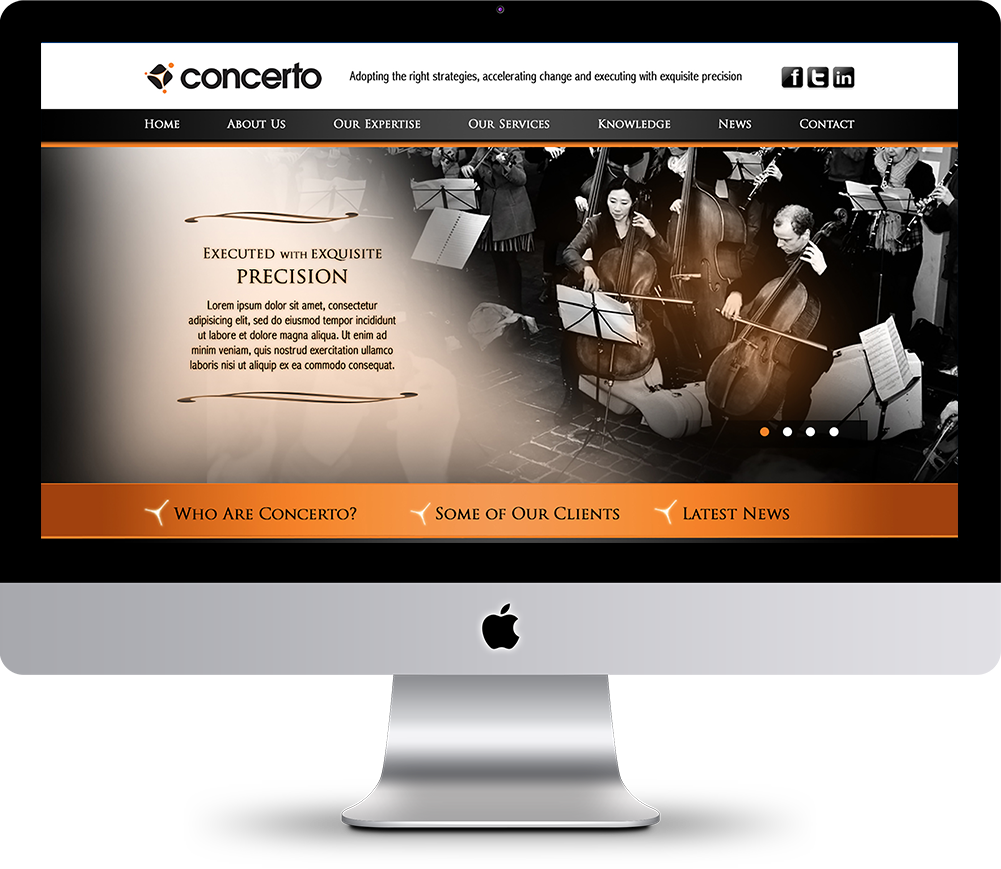 concerto
Adopting the right strategies, accelerating change and executing with exquisite precision
f t in
Home About Us Our Expertise Our Services Knowledge News Contact
Executed with exquisite
precision
Lorem ipsum dolor sit amet, consectetur
adipisicing elit, sed do eiusmod tempor incididunt
ut labore et dolore magna aliqua. Ut enim ad
minim veniam, quis nostrud exercitation ullamco
laboris nisi ut aliquip ex ea commodo consequat.
Who Are Concerto? Some of Our Clients Latest News